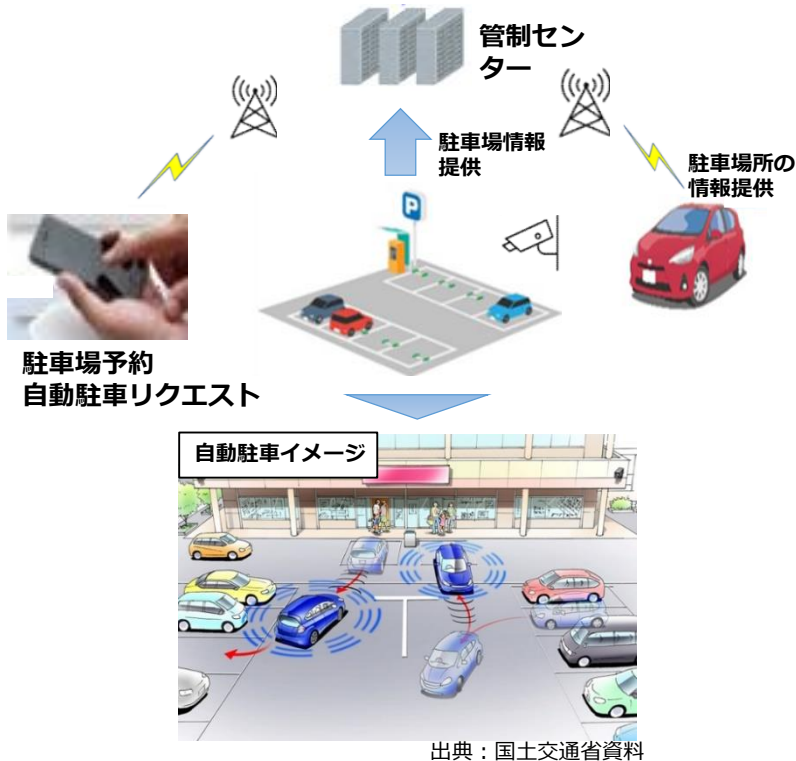 管制セン
ター
駐車場情報
提供
駐車場所の
情報提供
P
駐車場予約
自動駐車リクエスト
自動駐車イメージ
出典：国土交通省資料